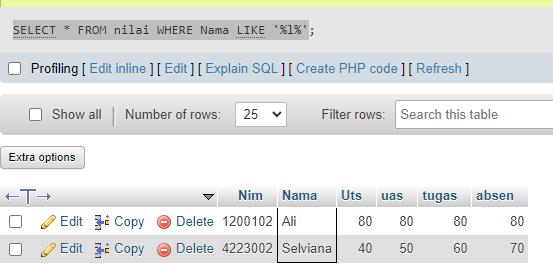 SELECT * FROM nilai WHERE Nama LIKE '%l%';
Profiling [ Edit inline ] [ Edit ] [ Explain SQL ] [ Create PHP code ] [ Refresh ]
Show all Number of rows: 25 Filter rows: Search this table
Extra options
←T→ Nim Nama Uts uas tugas absen
Edit Copy Delete 1200102 Ali 80 80 80 80
Edit Copy Delete 4223002 Selviana 40 50 60 70